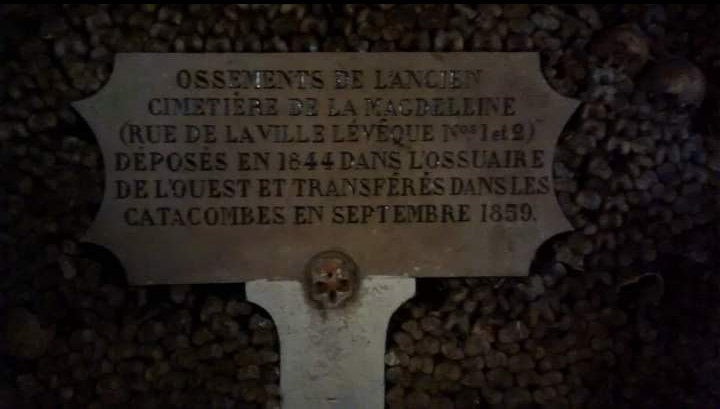 OSSEMENTS DE L'ANCIEN
CIMETIÈRE DE LA MAGDELEINE
(RUE DE LA VILLE L'ÉVÊQUE Nos 1 et 2)
DÉPOSÉS EN 1844 DANS L'OSSUAIRE
DE L'OUEST ET TRANSFÉRÉS DANS LES
CATACOMBES EN SEPTEMBRE 1859.